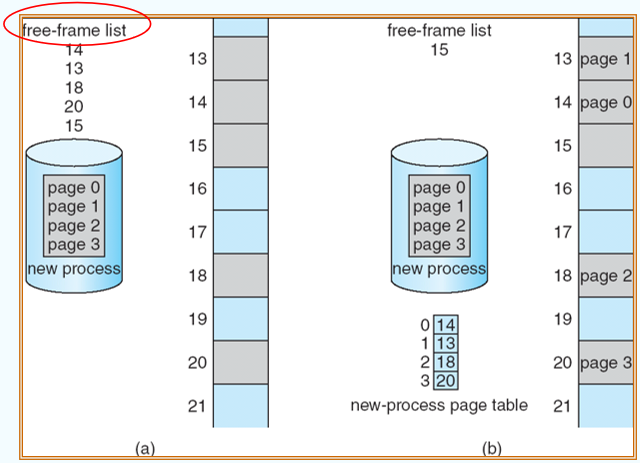 free-frame list
14
13
18
20
15
page 0
page 1
page 2
page 3
new process
13
14
15
16
17
18
19
20
21
(a)
free-frame list
15
page 0
page 1
page 2
page 3
new process
0 14
1 13
2 18
3 20
new-process page table
13 page 1
14 page 0
15
16
17
18 page 2
19
20 page 3
21
(b)